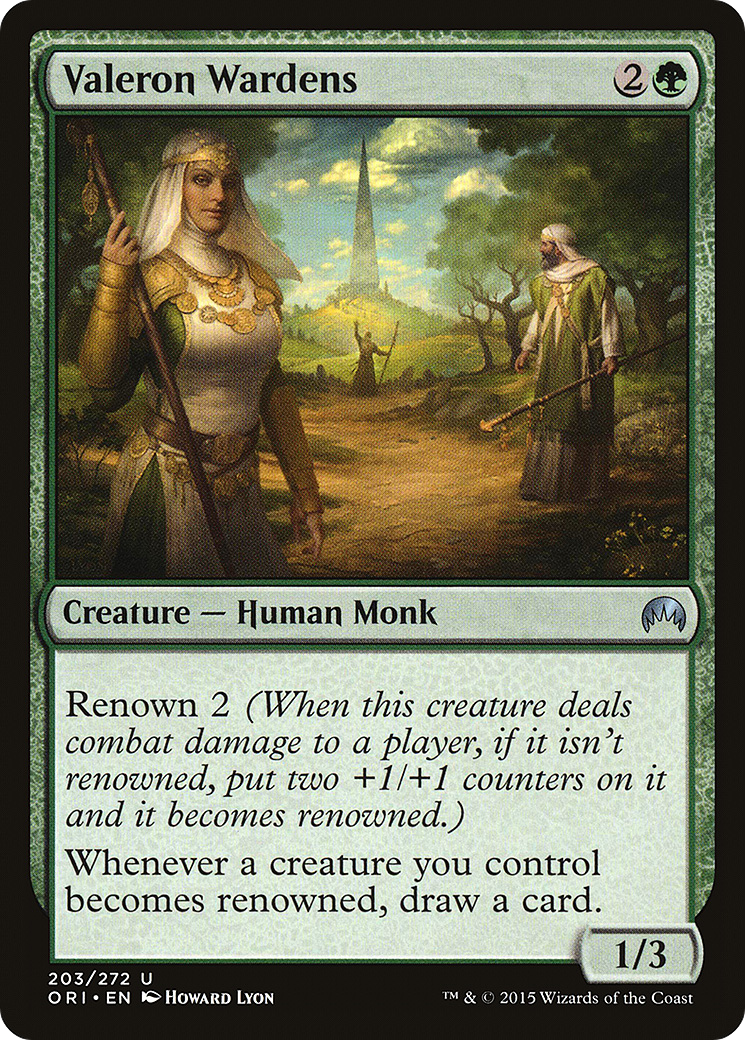 Valeron Wardens 2
Creature — Human Monk
Renown 2 (When this creature deals
combat damage to a player, if it isn't
renowned, put two +1/+1 counters on it
and it becomes renowned.)
Whenever a creature you control
becomes renowned, draw a card.
1/3
203/272 U
ORI • EN Howard Lyon
™ & © 2015 Wizards of the Coast